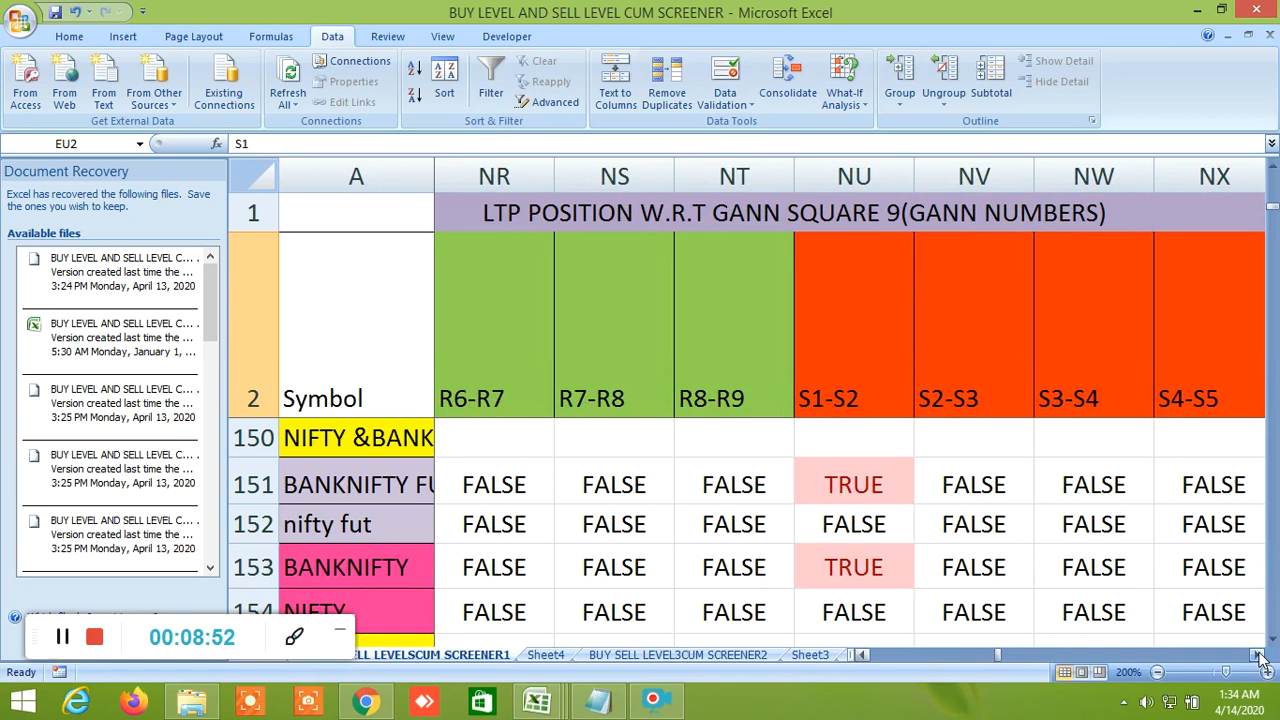 BUY LEVEL AND SELL LEVEL CUM SCREENER - Microsoft Excel
Home Insert Page Layout Formulas Data Review View Developer
From Access
From Web
From Text
From Other Sources
Existing Connections
Get External Data
Refresh All
Connections
Properties
Edit Links
Connections
Sort
Filter
Clear
Reapply
Advanced
Sort & Filter
Text to Columns
Remove Duplicates
Data Validation
Consolidate
What-If Analysis
Data Tools
Group
Ungroup
Subtotal
Show Detail
Hide Detail
Outline
EU2 fx S1
Document Recovery
Excel has recovered the following files. Save
the ones you wish to keep.
Available files
BUY LEVEL AND SELL LEVEL C...
Version created last time the ...
3:24 PM Monday, April 13, 2020
BUY LEVEL AND SELL LEVEL C...
Version created last time the ...
5:30 AM Monday, January 1, ...
BUY LEVEL AND SELL LEVEL C...
Version created last time the ...
3:25 PM Monday, April 13, 2020
BUY LEVEL AND SELL LEVEL C...
Version created last time the ...
3:25 PM Monday, April 13, 2020
BUY LEVEL AND SELL LEVEL C...
Version created last time the ...
3:25 PM Monday, April 13, 2020
A NR NS NT NU NV NW NX
1 LTP POSITION W.R.T GANN SQUARE 9(GANN NUMBERS)
2 Symbol R6-R7 R7-R8 R8-R9 S1-S2 S2-S3 S3-S4 S4-S5
150 NIFTY &BANK
151 BANKNIFTY FU FALSE FALSE FALSE TRUE FALSE FALSE FALSE
152 nifty fut FALSE FALSE FALSE FALSE FALSE FALSE FALSE
153 BANKNIFTY FALSE FALSE FALSE TRUE FALSE FALSE FALSE
154 NIFTY FALSE FALSE FALSE FALSE FALSE FALSE FALSE
00:08:52
SELL LEVELSCUM SCREENER1 Sheet4 BUY SELL LEVEL3CUM SCREENER2 Sheet3
Ready 200%
1:34 AM
4/14/2020